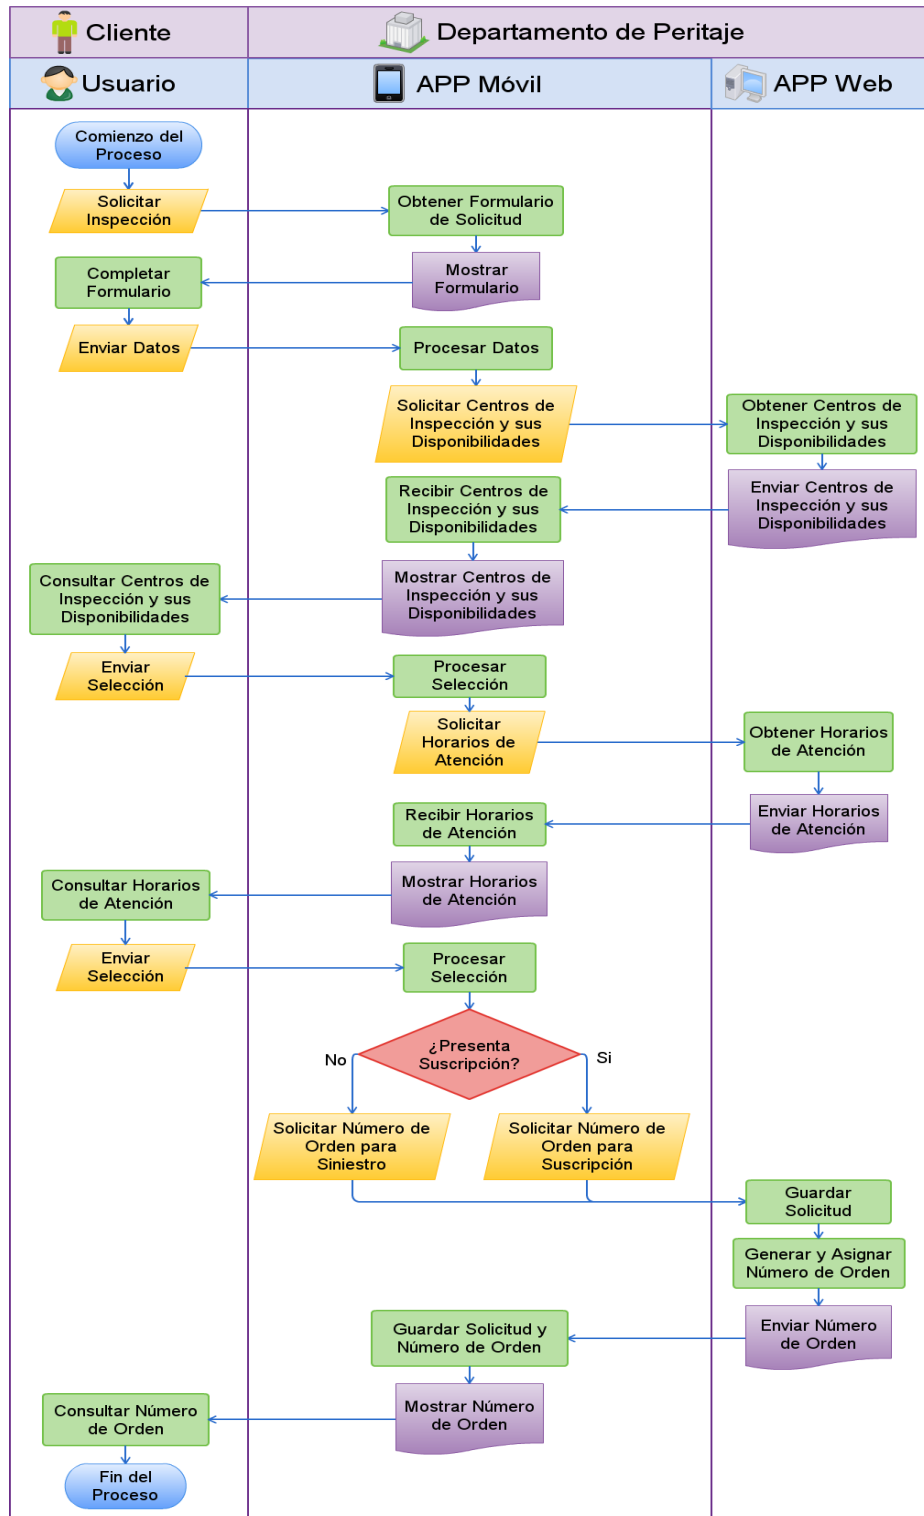 Cliente
Departamento de Peritaje
Usuario
APP Móvil
APP Web
Comienzo del
Proceso
Solicitar
Inspección
Obtener Formulario
de Solicitud
Mostrar
Formulario
Completar
Formulario
Enviar Datos
Procesar Datos
Solicitar Centros de
Inspección y sus
Disponibilidades
Obtener Centros de
Inspección y sus
Disponibilidades
Enviar Centros de
Inspección y sus
Disponibilidades
Recibir Centros de
Inspección y sus
Disponibilidades
Mostrar Centros de
Inspección y sus
Disponibilidades
Consultar Centros de
Inspección y sus
Disponibilidades
Enviar
Selección
Procesar
Selección
Solicitar
Horarios de
Atención
Obtener Horarios
de Atención
Enviar Horarios
de Atención
Recibir Horarios
de Atención
Mostrar Horarios
de Atención
Consultar Horarios
de Atención
Enviar
Selección
Procesar
Selección
¿Presenta
Suscripción?
No
Si
Solicitar Número de
Orden para
Siniestro
Solicitar Número de
Orden para
Suscripción
Guardar
Solicitud
Generar y Asignar
Número de Orden
Enviar Número
de Orden
Guardar Solicitud y
Número de Orden
Mostrar Número
de Orden
Consultar Número
de Orden
Fin del
Proceso